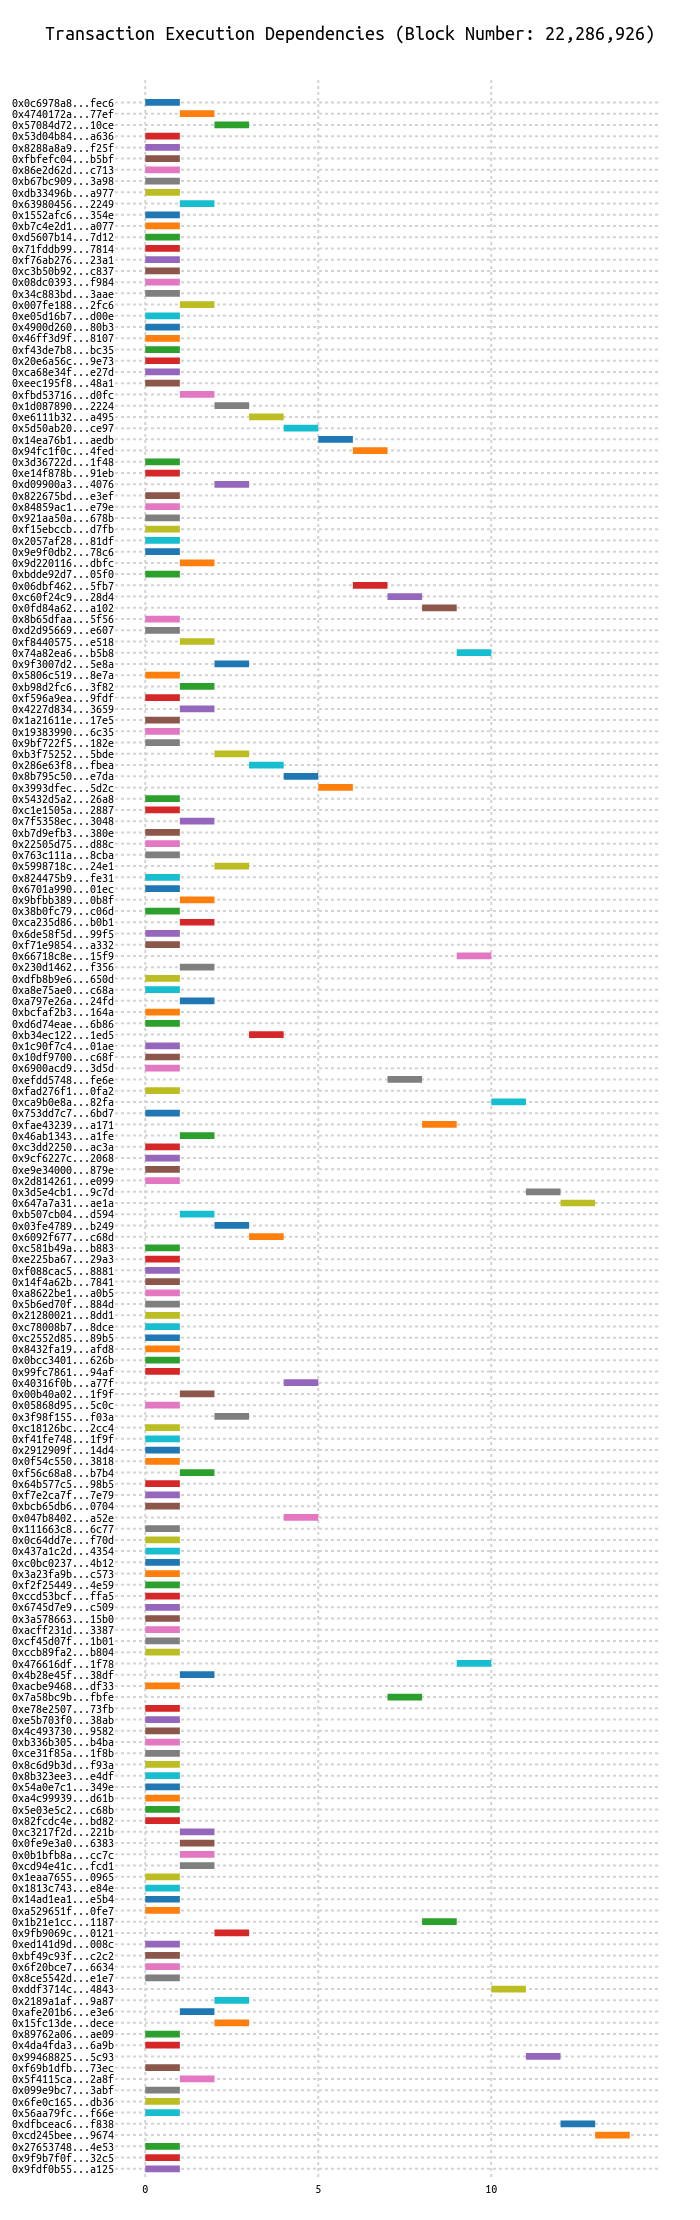 Transaction Execution Dependencies (Block Number: 22,286,926)
0x0c6978a8...fec6
0x4740172a...77ef
0x57084d72...10ce
0x53d04b84...a636
0x8288a8a9...f25f
0xfbfefc04...b5bf
0x86e2d62d...c713
0xb67bc909...3a98
0xdb33496b...a977
0x63980456...2249
0x1552afc6...354e
0xb7c4e2d1...a077
0xd5607b14...7d12
0x71fddb99...7814
0xf76ab276...23a1
0xc3b50b92...c837
0x08dc0393...f984
0x34c883bd...3aae
0x007fe188...2fc6
0xe05d16b7...d00e
0x4900d260...80b3
0x46ff3d9f...8107
0xf43de7b8...bc35
0x20e6a56c...9e73
0xca68e34f...e27d
0xeec195f8...48a1
0xfbd53716...d0fc
0x1d087890...2224
0xe6111b32...a495
0x5d50ab20...ce97
0x14ea76b1...aedb
0x94fc1f0c...4fed
0x3d36722d...1f48
0xe14f878b...91eb
0xd09900a3...4076
0x822675bd...e3ef
0x84859ac1...e79e
0x921aa50a...678b
0xf15ebccb...d7fb
0x2057af28...81df
0x9e9f0db2...78c6
0x9d220116...dbfc
0xbdde92d7...05f0
0x06dbf462...5fb7
0xc60f24c9...28d4
0x0fd84a62...a102
0x8b65dfaa...5f56
0xd2d95669...e607
0xf8440575...e518
0x74a82ea6...b5b8
0x9f3007d2...5e8a
0x5806c519...8e7a
0xb98d2fc6...3f82
0xf596a9ea...9fdf
0x4227d834...3659
0x1a21611e...17e5
0x19383990...6c35
0x9bf722f5...182e
0xb3f75252...5bde
0x286e63f8...fbea
0x8b795c50...e7da
0x3993dfec...5d2c
0x5432d5a2...26a8
0xc1e1505a...2887
0x7f5358ec...3048
0xb7d9efb3...380e
0x22505d75...d88c
0x763c111a...8cba
0x5998718c...24e1
0x824475b9...fe31
0x6701a990...01ec
0x9bfbb389...0b8f
0x38b0fc79...c06d
0xca235d86...b0b1
0x6de58f5d...99f5
0xf71e9854...a332
0x66718c8e...15f9
0x230d1462...f356
0xdfb8b9e6...650d
0xa8e75ae0...c68a
0xa797e26a...24fd
0xbcfaf2b3...164a
0xd6d74eae...6b86
0xb34ec122...1ed5
0x1c90f7c4...01ae
0x10df9700...c68f
0x6900acd9...3d5d
0xefdd5748...fe6e
0xfad276f1...0fa2
0xca9b0e8a...82fa
0x753dd7c7...6bd7
0xfae43239...a171
0x46ab1343...a1fe
0xc3dd2250...ac3a
0x9cf6227c...2068
0xe9e34000...879e
0x2d814261...e099
0x3d5e4cb1...9c7d
0x647a7a31...ae1a
0xb507cb04...d594
0x03fe4789...b249
0x6092f677...c68d
0xc581b49a...b883
0xe225ba67...29a3
0xf088cac5...8881
0x14f4a62b...7841
0xa8622be1...a0b5
0x5b6ed70f...884d
0x21280021...8dd1
0xc78008b7...8dce
0xc2552d85...89b5
0x8432fa19...afd8
0x0bcc3401...626b
0x99fc7861...94af
0x40316f0b...a77f
0x00b40a02...1f9f
0x05868d95...5c0c
0x3f98f155...f03a
0xc18126bc...2cc4
0xf41fe748...1f9f
0x2912909f...14d4
0x0f54c550...3818
0xf56c68a8...b7b4
0x64b577c5...98b5
0xf7e2ca7f...7e79
0xbcb65db6...0704
0x047b8402...a52e
0x111663c8...6c77
0x0c64dd7e...f70d
0x437a1c2d...4354
0xc0bc0237...4b12
0x3a23fa9b...c573
0xf2f25449...4e59
0xccd53bcf...ffa5
0x6745d7e9...c509
0x3a578663...15b0
0xacff231d...3387
0xcf45d07f...1b01
0xccb89fa2...b804
0x476616df...1f78
0x4b28e45f...38df
0xacbe9468...df33
0x7a58bc9b...fbfe
0xe78e2507...73fb
0xe5b703f0...38ab
0x4c493730...9582
0xb336b305...b4ba
0xce31f85a...1f8b
0x8c6d9b3d...f93a
0x8b323ee3...e4df
0x54a0e7c1...349e
0xa4c99939...d61b
0x5e03e5c2...c68b
0x82fcdc4e...bd82
0xc3217f2d...221b
0x0fe9e3a0...6383
0x0b1bfb8a...cc7c
0xcd94e41c...fcd1
0x1eaa7655...0965
0x1813c743...e84e
0x14ad1ea1...e5b4
0xa529651f...0fe7
0x1b21e1cc...1187
0x9fb9069c...0121
0xed141d9d...008c
0xbf49c93f...c2c2
0x6f20bce7...6634
0x8ce5542d...e1e7
0xddf3714c...4843
0x2189a1af...9a87
0xafe201b6...e3e6
0x15fc13de...dece
0x89762a06...ae09
0x4da4fda3...6a9b
0x99468825...5c93
0xf69b1dfb...73ec
0x5f4115ca...2a8f
0x099e9bc7...3abf
0x6fe0c165...db36
0x56aa79fc...f66e
0xdfbceac6...f838
0xcd245bee...9674
0x27653748...4e53
0x9f9b7f0f...32c5
0x9fdf0b55...a125
0 5 10